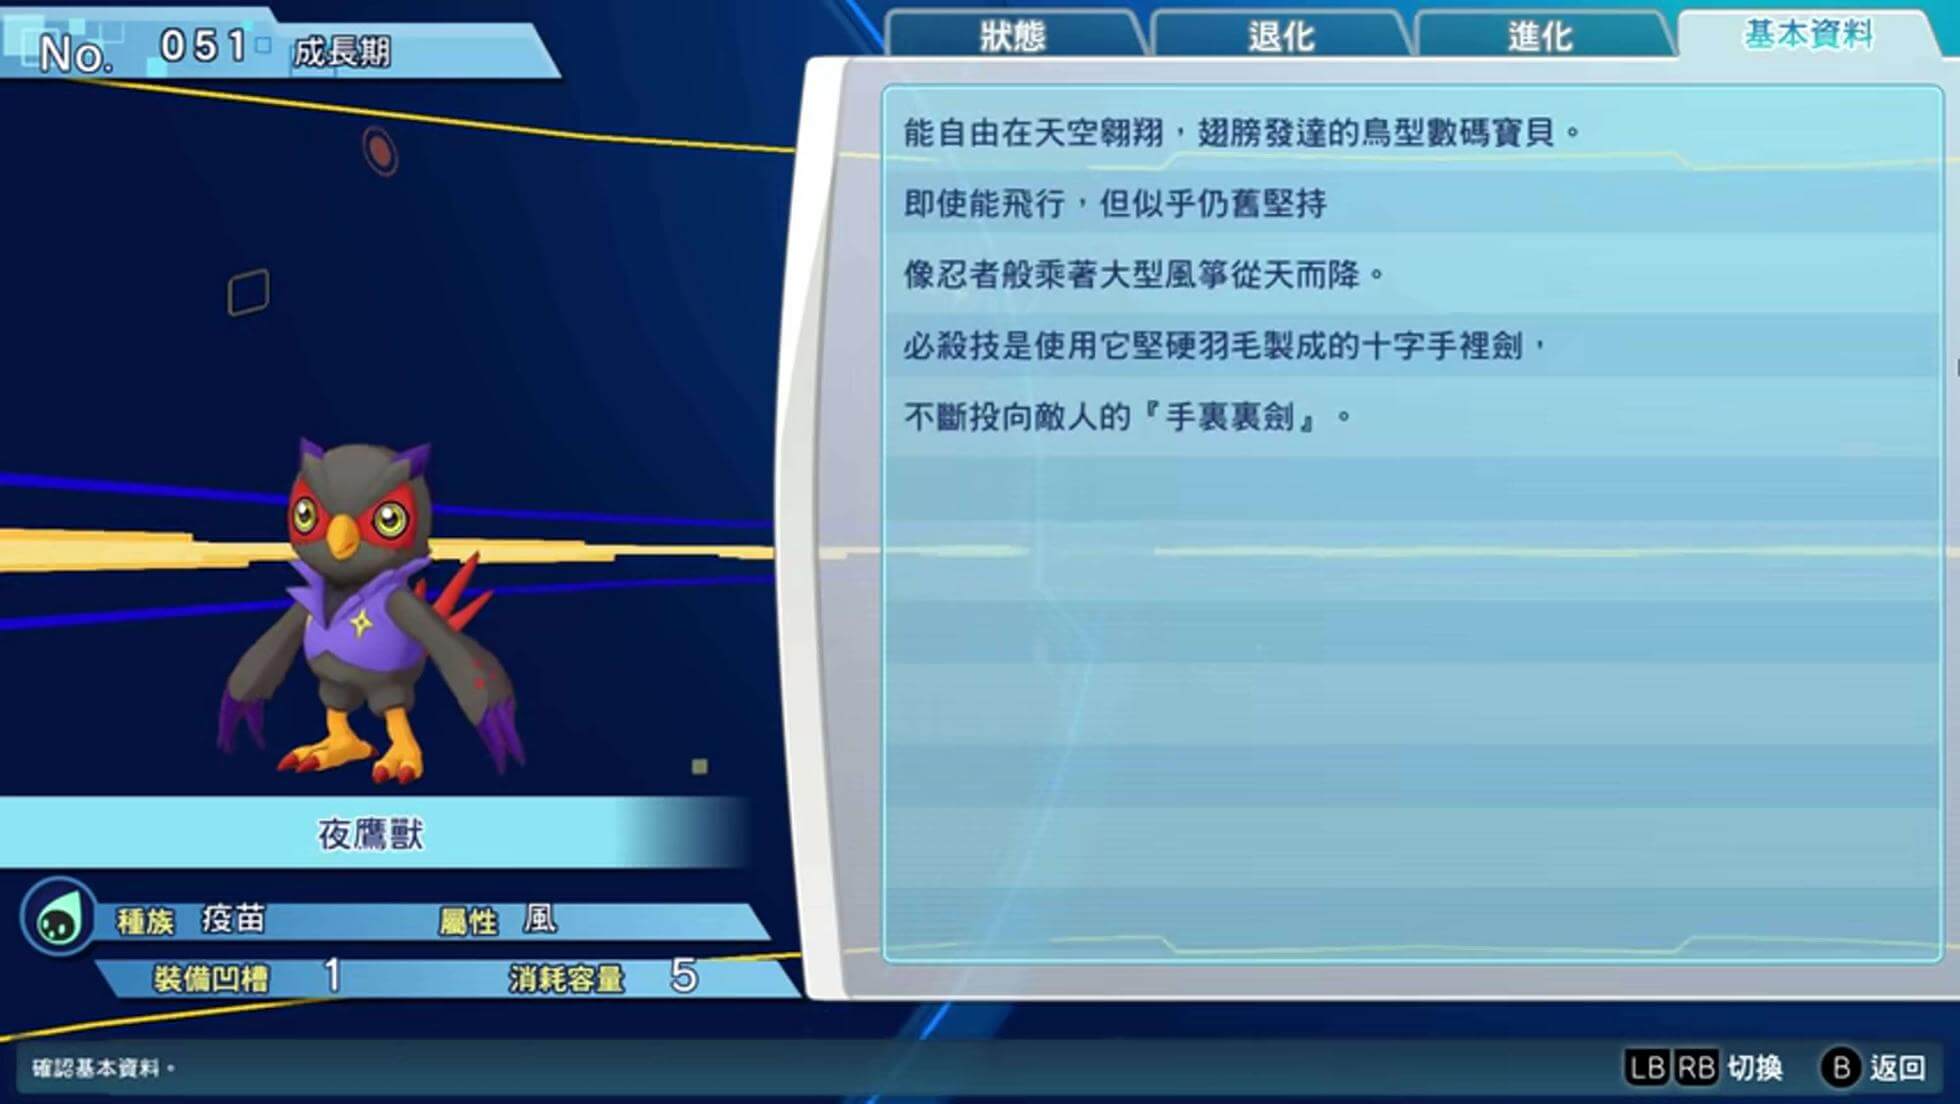 No. 051 成長期
狀態 退化 進化 基本資料
能自由在天空翱翔，翅膀發達的鳥型數碼寶貝。
即使能飛行，但似乎仍舊堅持
像忍者般乘著大型風箏從天而降。
必殺技是使用它堅硬羽毛製成的十字手裡劍，
不斷投向敵人的『手裏裏劍』。
夜鷹獸
種族 疫苗 屬性 風
裝備凹槽 1 消耗容量 5
確認基本資料。
LB RB 切換 B 返回